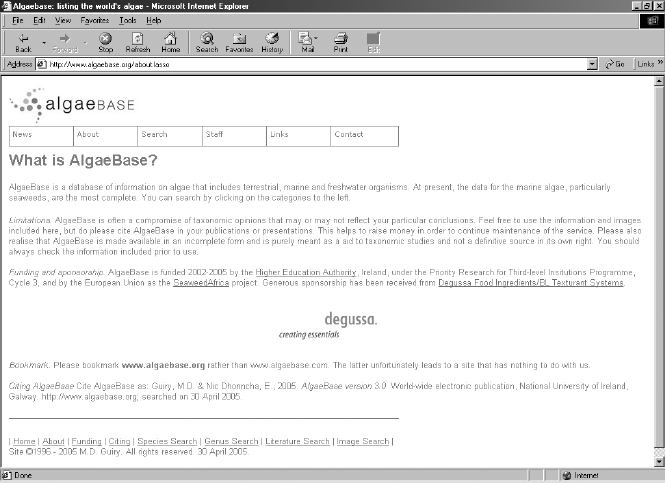 Algaebase: listing the world's algae - Microsoft Internet Explorer
File Edit View Favorites Tools Help
Back Forward Stop Refresh Home Search Favorites History Mail Print Edit
Address http://www.algaebase.org/about.lasso Go Links »
algaeBASE
News About Search Staff Links Contact
What is AlgaeBase?
AlgaeBase is a database of information on algae that includes terrestrial, marine and freshwater organisms. At present, the data for the marine algae, particularly
seaweeds, are the most complete. You can search by clicking on the categories to the left.
Limitations. AlgaeBase is often a compromise of taxonomic opinions that may or may not reflect your particular conclusions. Feel free to use the information and images
included here, but do please cite AlgaeBase in your publications or presentations. This helps to raise money in order to continue maintenance of the service. Please also
realise that AlgaeBase is made available in an incomplete form and is purely meant as a aid to taxonomic studies and not a definitive source in its own right. You should
always check the information included prior to use.
Funding and sponsorship. AlgaeBase is funded 2002-2005 by the Higher Education Authority, Ireland, under the Priority Research for Third-level Insitutions Programme,
Cycle 3, and by the European Union as the SeaweedAfrica project. Generous sponsorship has been received from Degussa Food Ingredients/BL Texturant Systems.
degussa.
creating essentials
Bookmark. Please bookmark www.algaebase.org rather than www.algaebase.com. The latter unfortunately leads to a site that has nothing to do with us.
Citing AlgaeBase Cite AlgaeBase as: Guiry, M.D. & Nic Dhonncha, E., 2005. AlgaeBase version 3.0. World-wide electronic publication, National University of Ireland,
Galway. http://www.algaebase.org; searched on 30 April 2005.
| Home | About | Funding | Citing | Species Search | Genus Search | Literature Search | Image Search |
Site ©1996 - 2005 M.D. Guiry. All rights reserved. 30 April 2005.
Done Internet